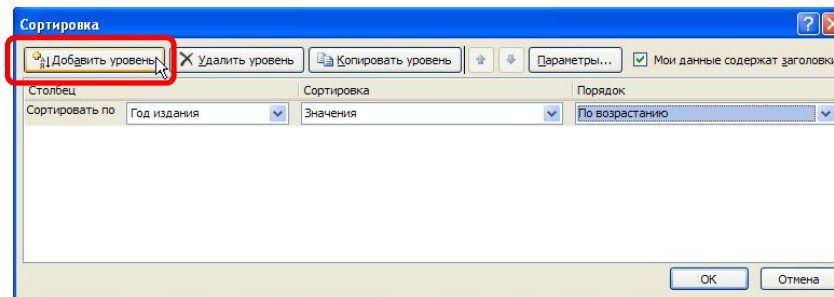 Сортировка
Добавить уровень Удалить уровень Копировать уровень Параметры... Мои данные содержат заголовки
Столбец Сортировка Порядок
Сортировать по Год издания Значения По возрастанию
ОК Отмена